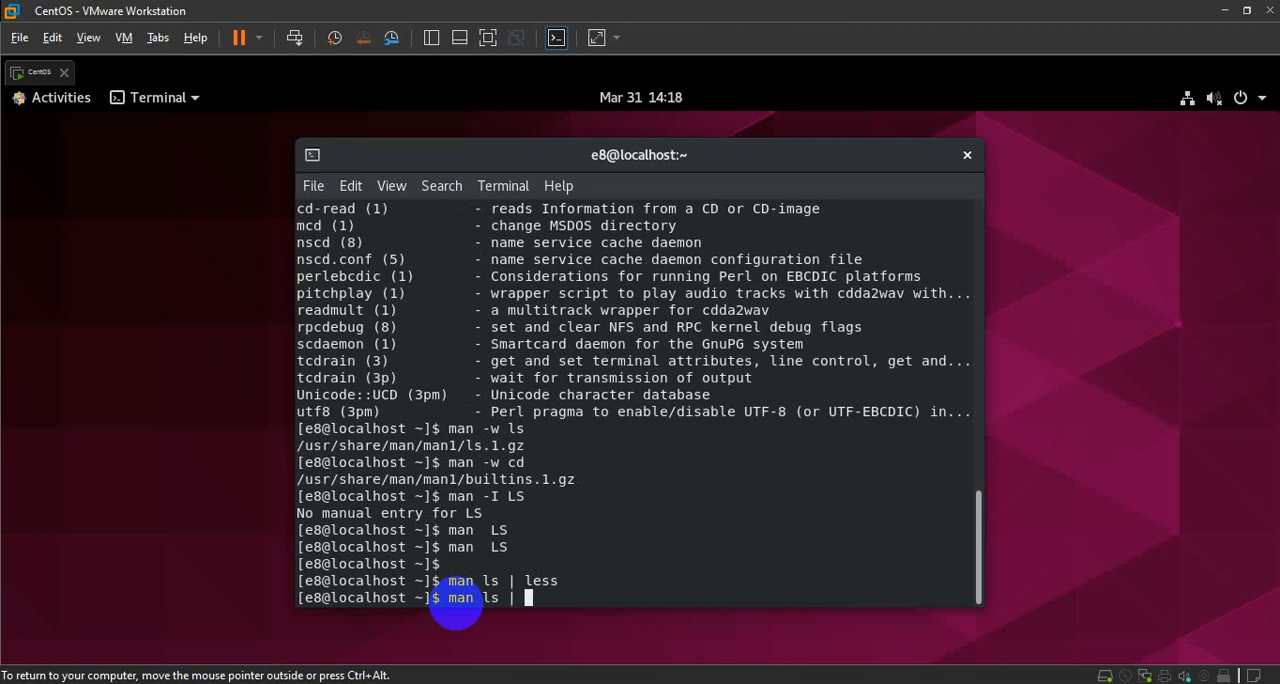 CentOS - VMware Workstation
File Edit View VM Tabs Help
CentOS
Activities Terminal Mar 31 14:18
e8@localhost:~
File Edit View Search Terminal Help
cd-read (1) - reads Information from a CD or CD-image
mcd (1) - change MSDOS directory
nscd (8) - name service cache daemon
nscd.conf (5) - name service cache daemon configuration file
perlebcdic (1) - Considerations for running Perl on EBCDIC platforms
pitchplay (1) - wrapper script to play audio tracks with cdda2wav with...
readmult (1) - a multitrack wrapper for cdda2wav
rpcdebug (8) - set and clear NFS and RPC kernel debug flags
scdaemon (1) - Smartcard daemon for the GnuPG system
tcdrain (3) - get and set terminal attributes, line control, get and...
tcdrain (3p) - wait for transmission of output
Unicode::UCD (3pm) - Unicode character database
utf8 (3pm) - Perl pragma to enable/disable UTF-8 (or UTF-EBCDIC) in...
[e8@localhost ~]$ man -w ls
/usr/share/man/man1/ls.1.gz
[e8@localhost ~]$ man -w cd
/usr/share/man/man1/builtins.1.gz
[e8@localhost ~]$ man -I LS
No manual entry for LS
[e8@localhost ~]$ man  LS
[e8@localhost ~]$ man  LS
[e8@localhost ~]$
[e8@localhost ~]$ man ls | less
[e8@localhost ~]$ man ls |
To return to your computer, move the mouse pointer outside or press Ctrl+Alt.